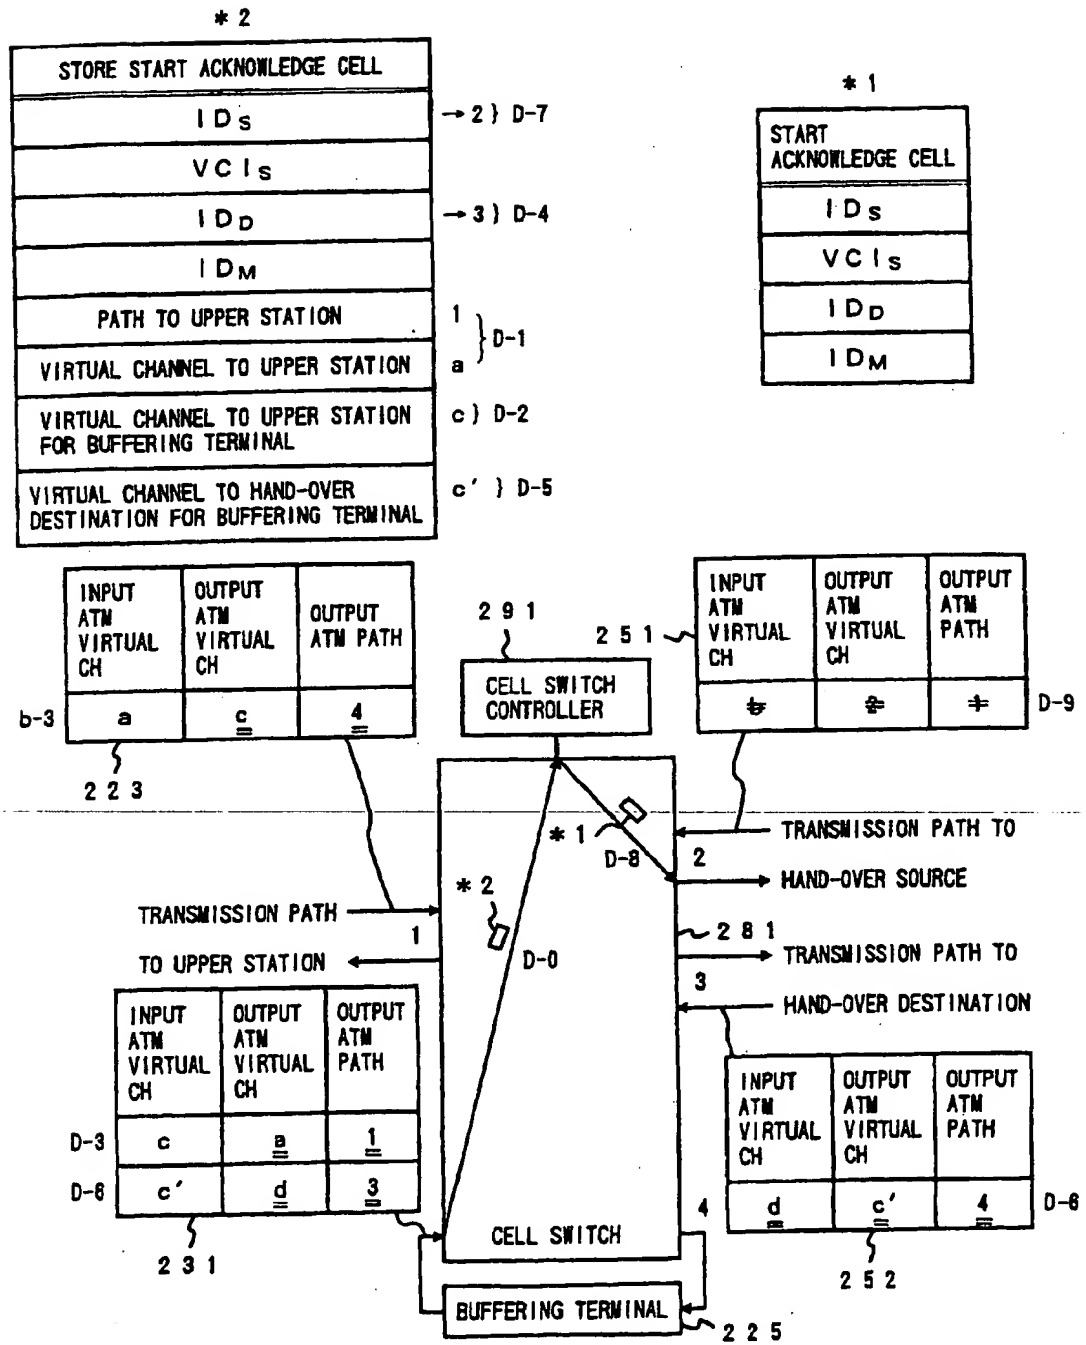 *2
STORE START ACKNOWLEDGE CELL
IDS → 2 } D-7
VCIS
IDD → 3 } D-4
IDM
PATH TO UPPER STATION 1
} D-1
VIRTUAL CHANNEL TO UPPER STATION a
VIRTUAL CHANNEL TO UPPER STATION
FOR BUFFERING TERMINAL
c } D-2
VIRTUAL CHANNEL TO HAND-OVER
DESTINATION FOR BUFFERING TERMINAL
c' } D-5
*1
START
ACKNOWLEDGE CELL
IDS
VCIS
IDD
IDM
INPUT
ATM
VIRTUAL
CH
OUTPUT
ATM
VIRTUAL
CH
OUTPUT
ATM PATH
b-3 a c 4
223
291
CELL SWITCH
CONTROLLER
251
INPUT
ATM
VIRTUAL
CH
OUTPUT
ATM
VIRTUAL
CH
OUTPUT
ATM
PATH
b 2 1 D-9
*1
D-8
TRANSMISSION PATH TO
2
HAND-OVER SOURCE
*2
D-0
TRANSMISSION PATH
1
TO UPPER STATION
281
TRANSMISSION PATH TO
3
HAND-OVER DESTINATION
INPUT
ATM
VIRTUAL
CH
OUTPUT
ATM
VIRTUAL
CH
OUTPUT
ATM
PATH
D-3 c a 1
D-6 c' d 3
231
INPUT
ATM
VIRTUAL
CH
OUTPUT
ATM
VIRTUAL
CH
OUTPUT
ATM
PATH
d c' 4 D-6
252
4
CELL SWITCH
BUFFERING TERMINAL
225